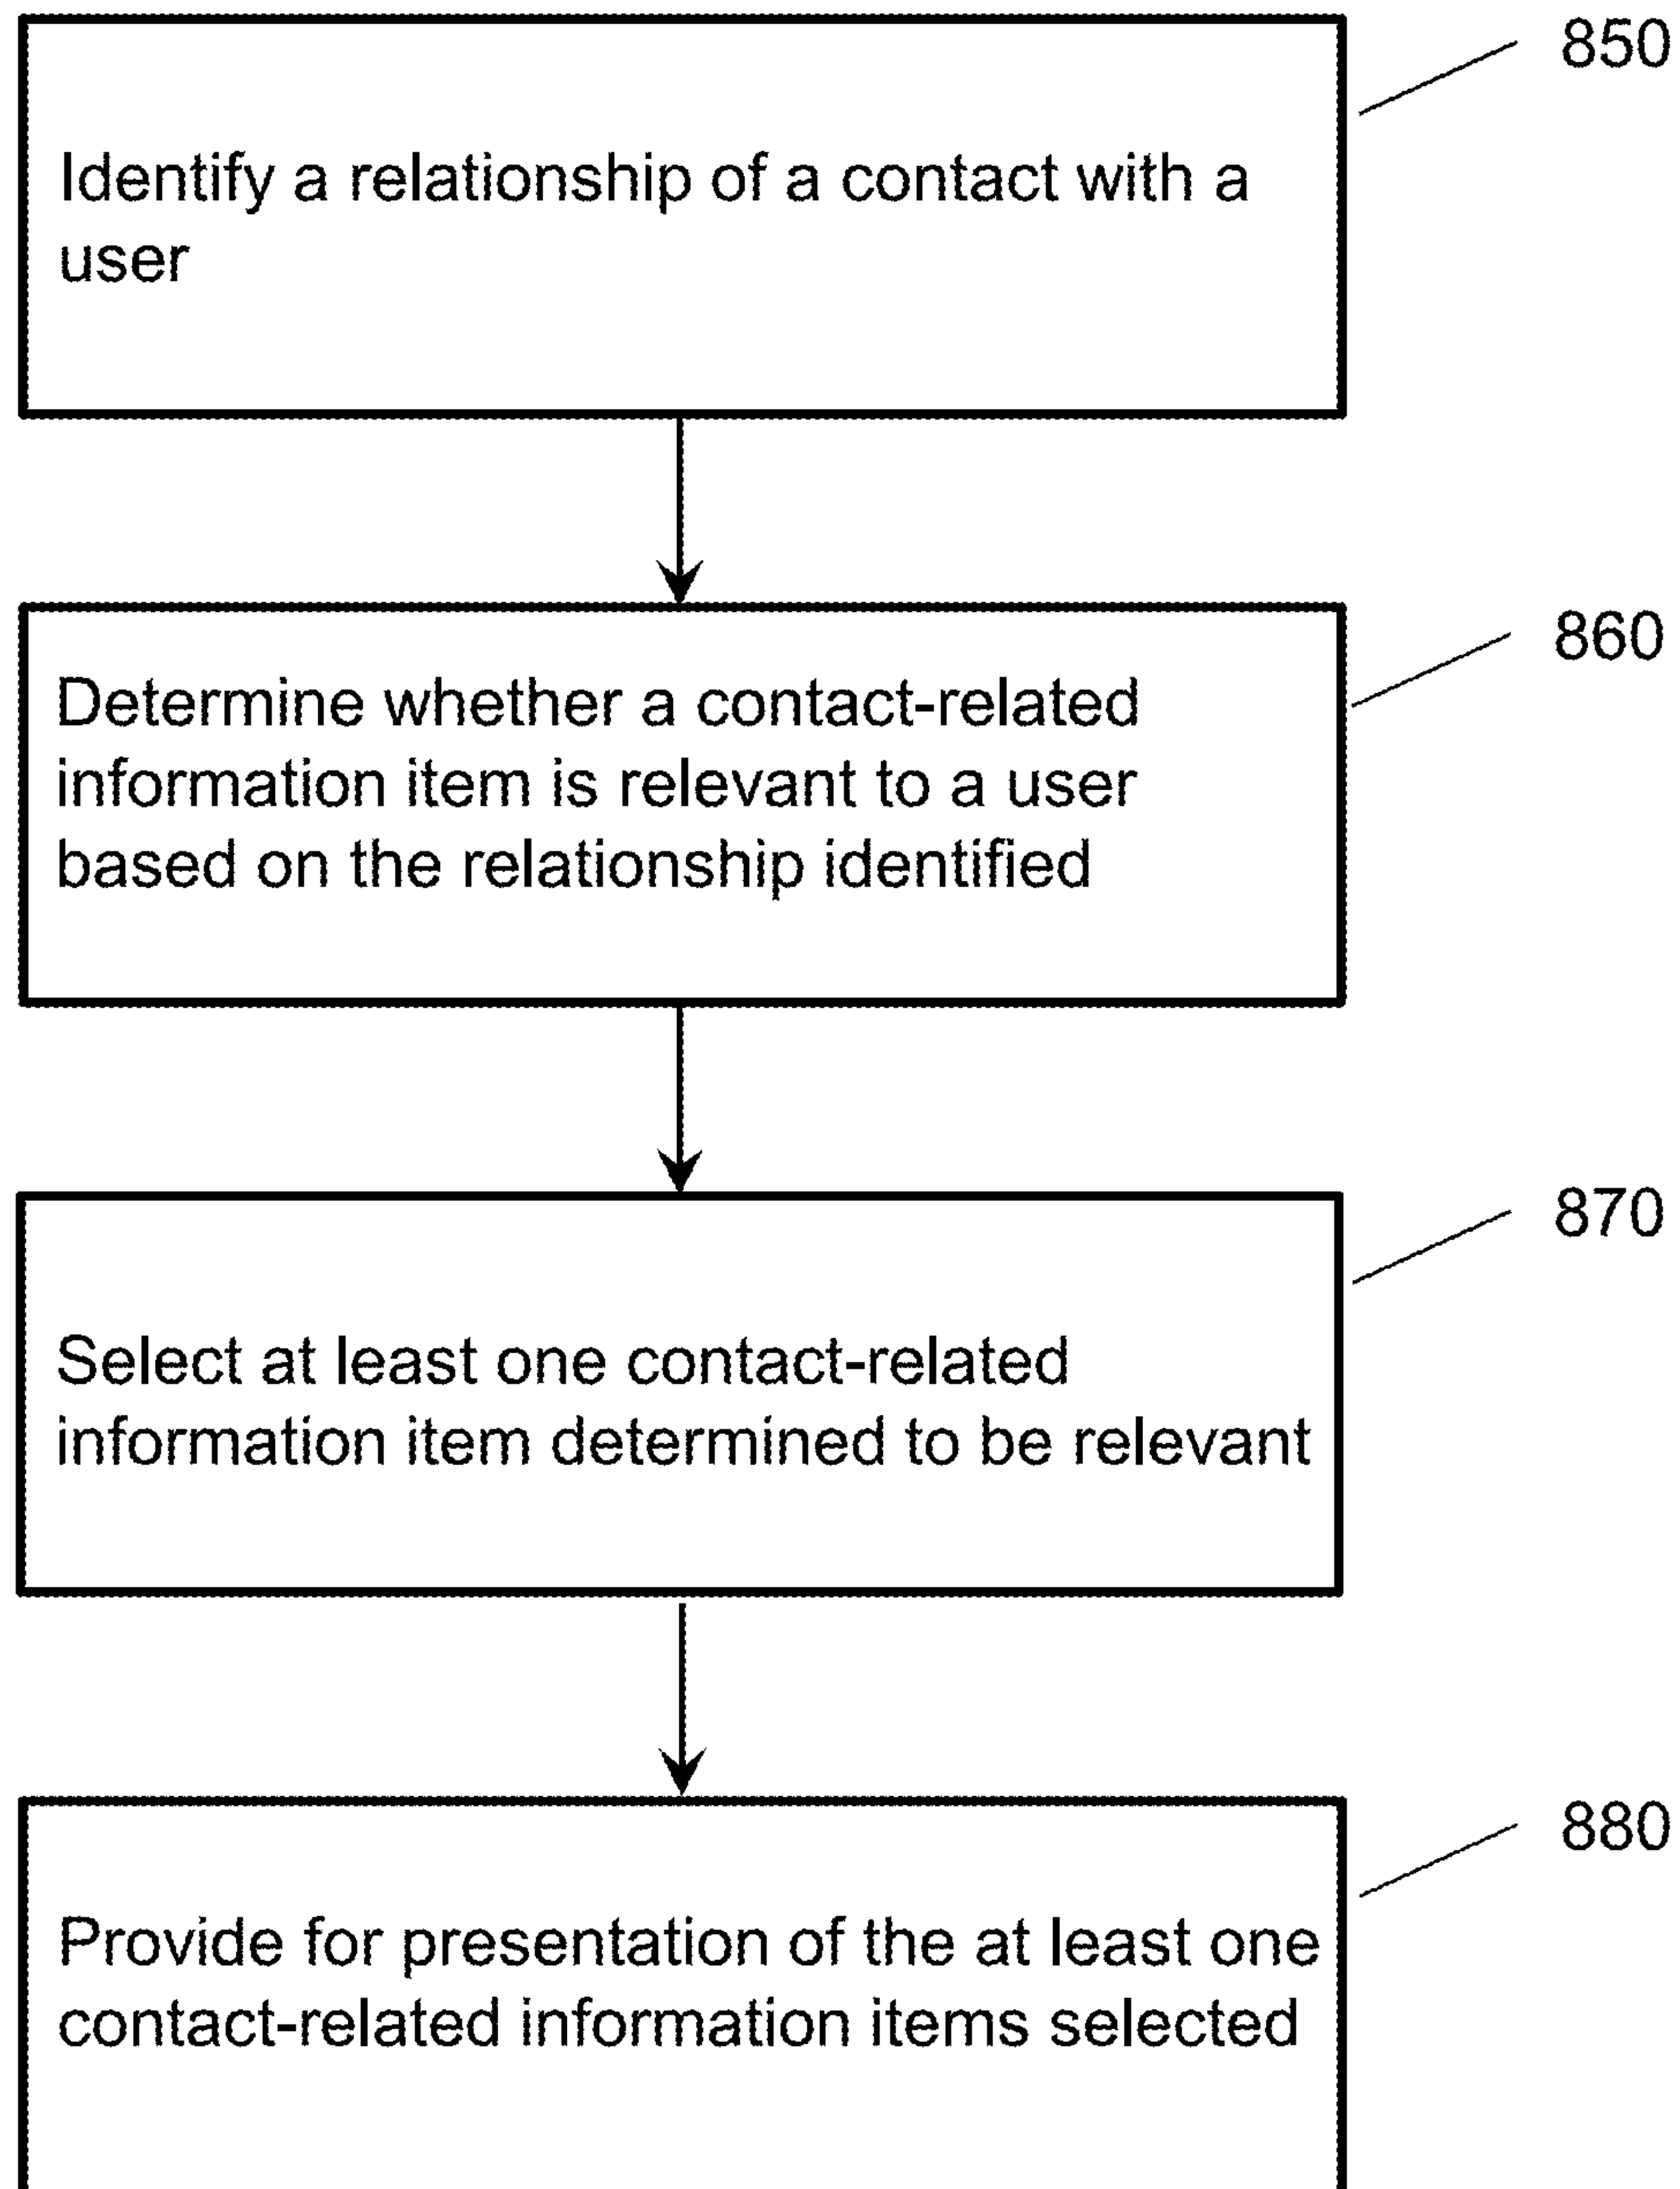 850
Identify a relationship of a contact with a
user
860
Determine whether a contact-related
information item is relevant to a user
based on the relationship identified
870
Select at least one contact-related
information item determined to be relevant
880
Provide for presentation of the at least one
contact-related information items selected